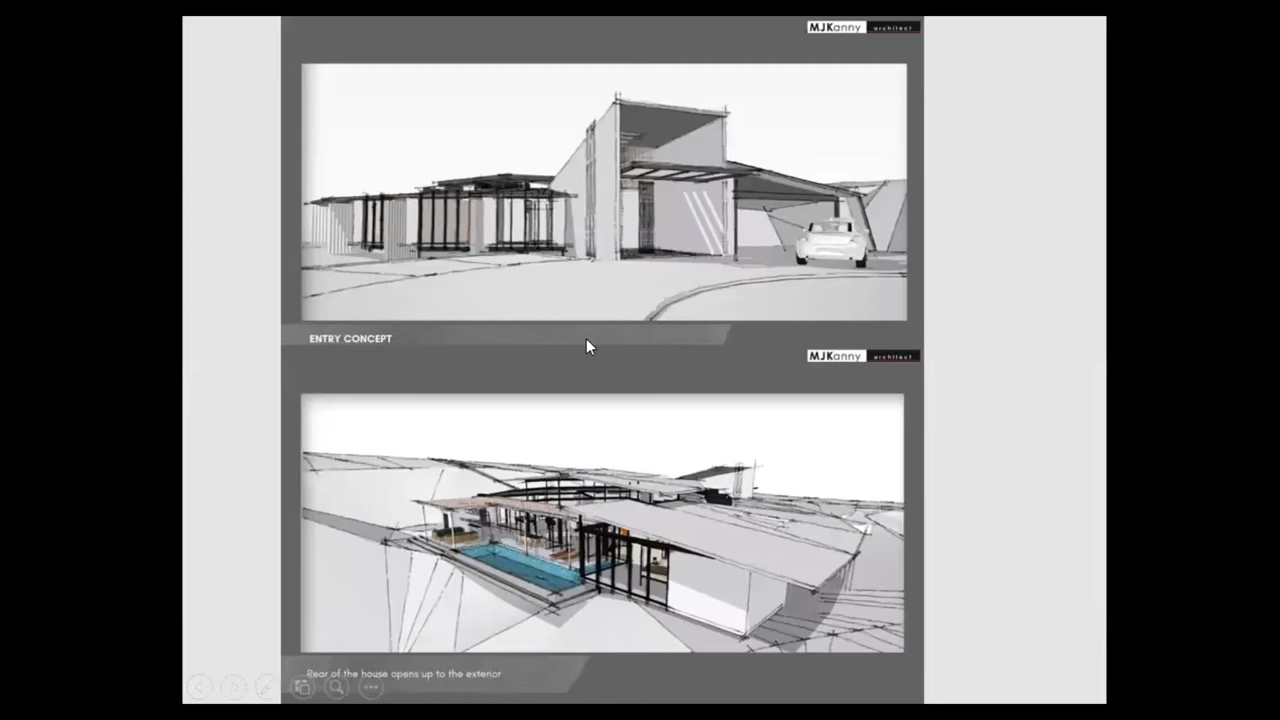 MJKanny architect
ENTRY CONCEPT
MJKanny architect
Rear of the house opens up to the exterior